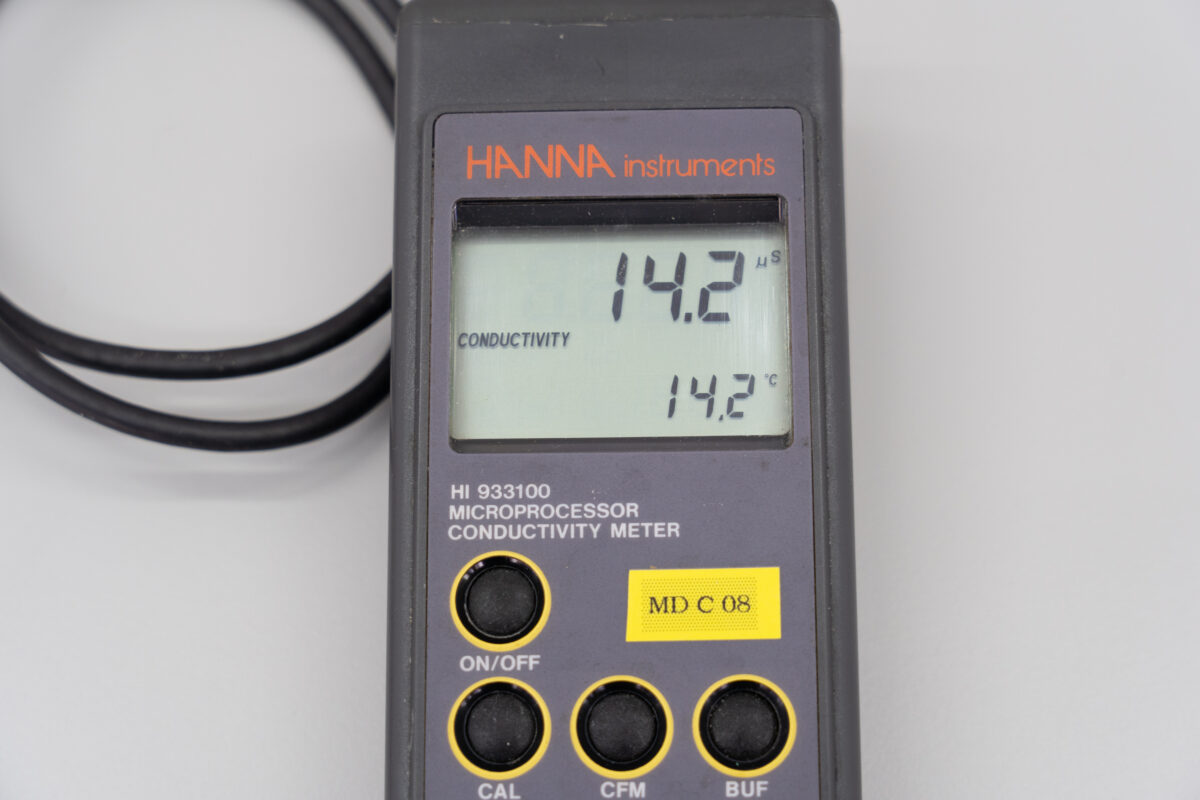 HANNA instruments
14.2 µS
CONDUCTIVITY
14.2 °C
HI 933100
MICROPROCESSOR
CONDUCTIVITY METER
MD C 08
ON/OFF
CAL CFM BUF